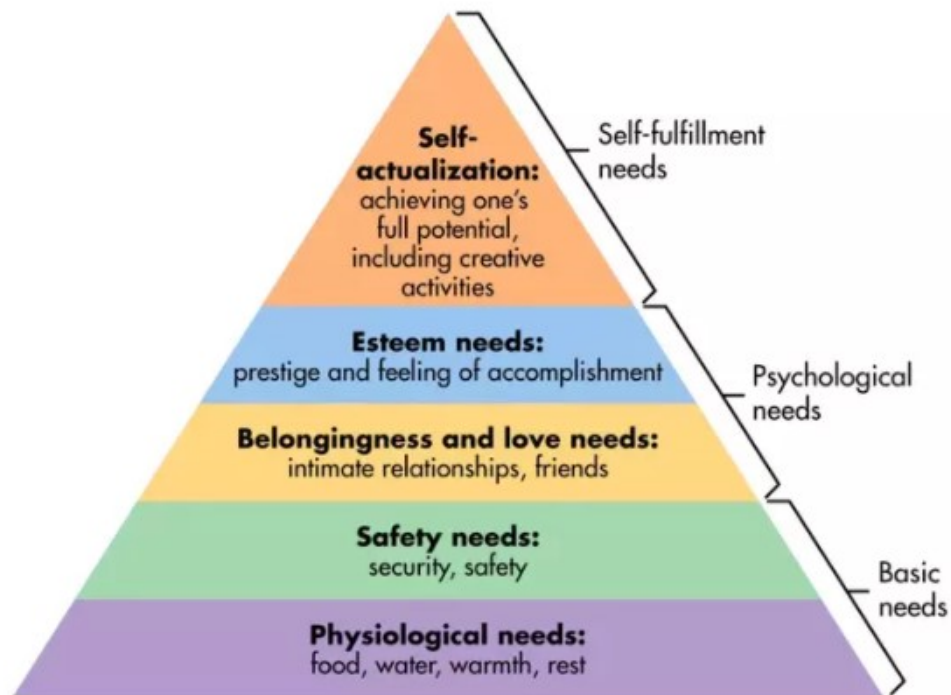 Self-
actualization:
achieving one's
full potential,
including creative
activities
Self-fulfillment
needs
Esteem needs:
prestige and feeling of accomplishment
Belongingness and love needs:
intimate relationships, friends
Psychological
needs
Safety needs:
security, safety
Physiological needs:
food, water, warmth, rest
Basic
needs